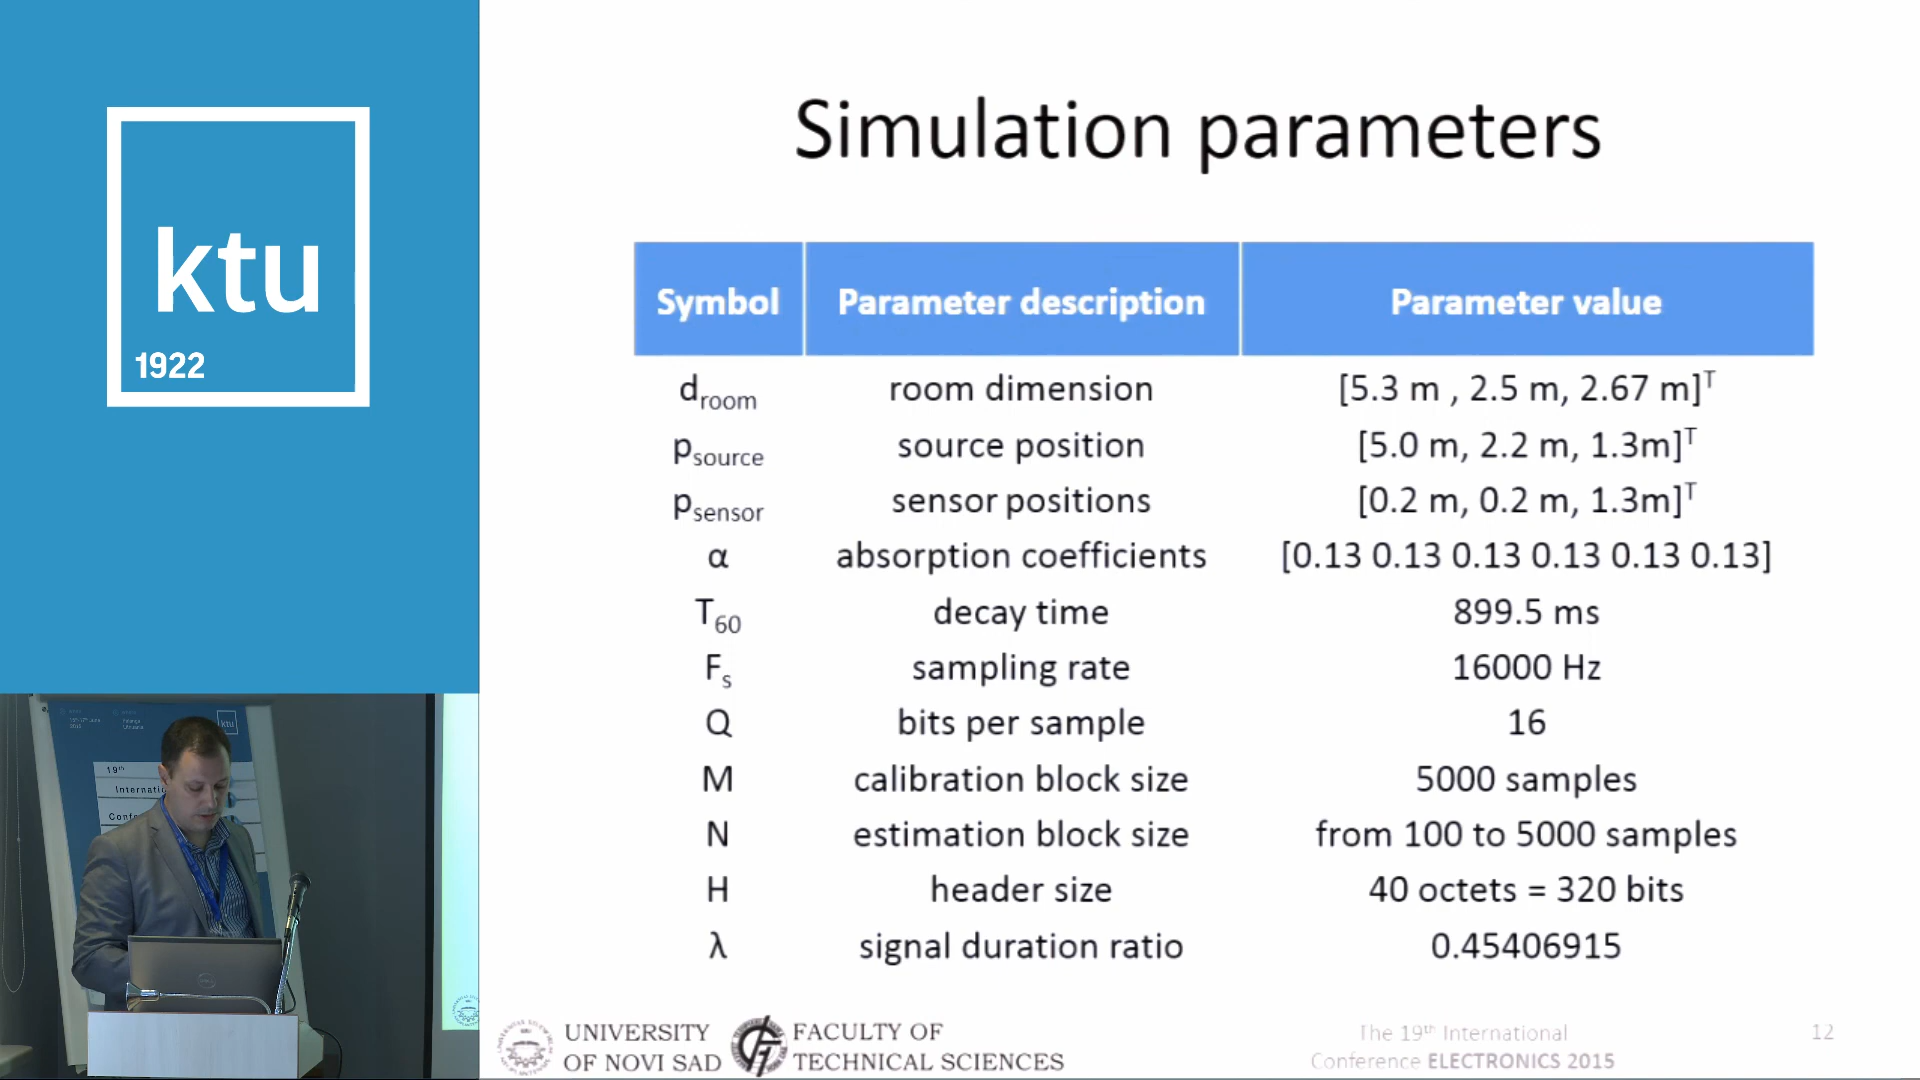 ktu
1922
Simulation parameters
Symbol Parameter description Parameter value
d_room room dimension [5.3 m , 2.5 m, 2.67 m]^T
p_source source position [5.0 m, 2.2 m, 1.3m]^T
p_sensor sensor positions [0.2 m, 0.2 m, 1.3m]^T
α absorption coefficients [0.13 0.13 0.13 0.13 0.13 0.13]
T_60 decay time 899.5 ms
F_s sampling rate 16000 Hz
Q bits per sample 16
M calibration block size 5000 samples
N estimation block size from 100 to 5000 samples
H header size 40 octets = 320 bits
λ signal duration ratio 0.45406915
UNIVERSITY
OF NOVI SAD
FACULTY OF
TECHNICAL SCIENCES
The 19th International
Conference ELECTRONICS 2015
12
ktu
19th